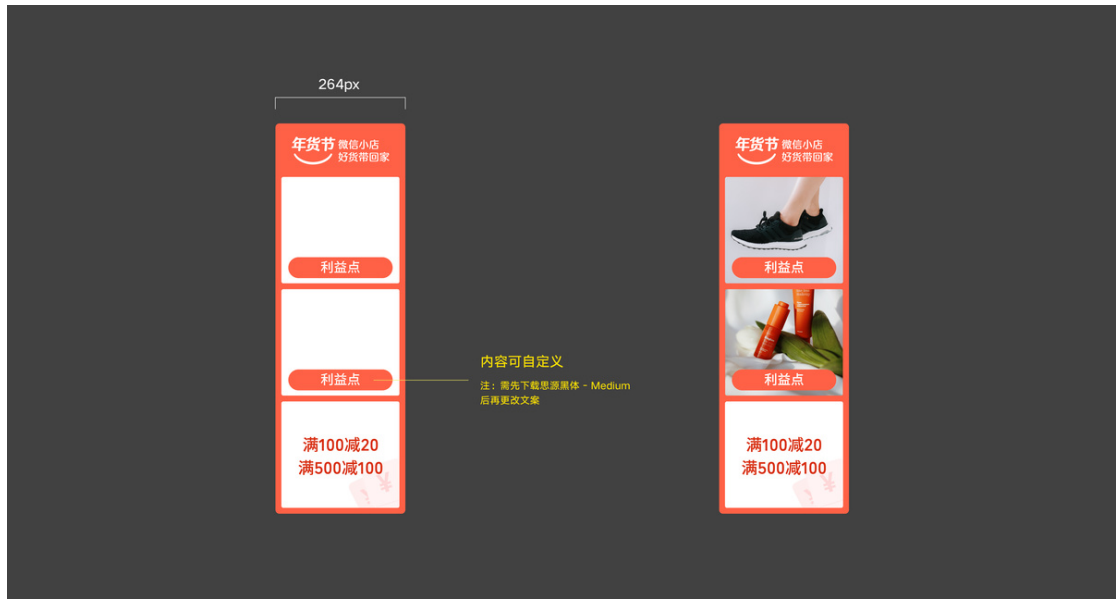 264px
年货节 微信小店
好货带回家
利益点
利益点
满100减20
满500减100
内容可自定义
注：需先下载思源黑体 - Medium
后再更改文案
年货节 微信小店
好货带回家
利益点
利益点
满100减20
满500减100